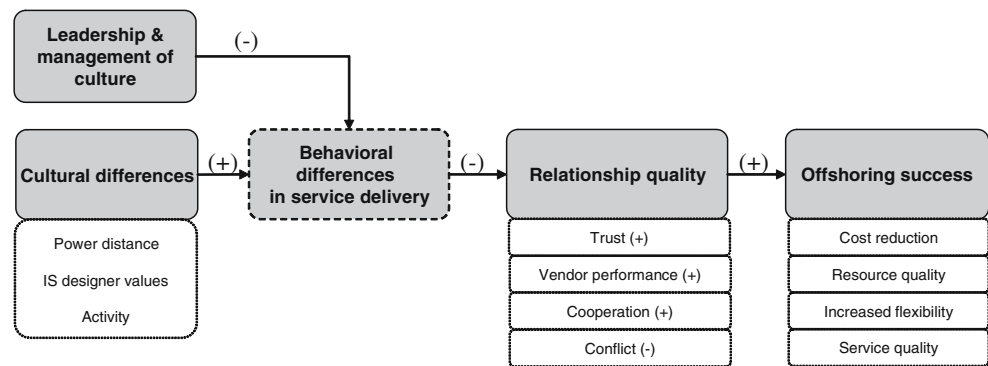 Leadership &
management of
culture
(-)
Cultural differences
(+)
Behavioral
differences
in service delivery
(-)
Relationship quality
(+)
Offshoring success
Power distance
IS designer values
Activity
Trust (+)
Vendor performance (+)
Cooperation (+)
Conflict (-)
Cost reduction
Resource quality
Increased flexibility
Service quality